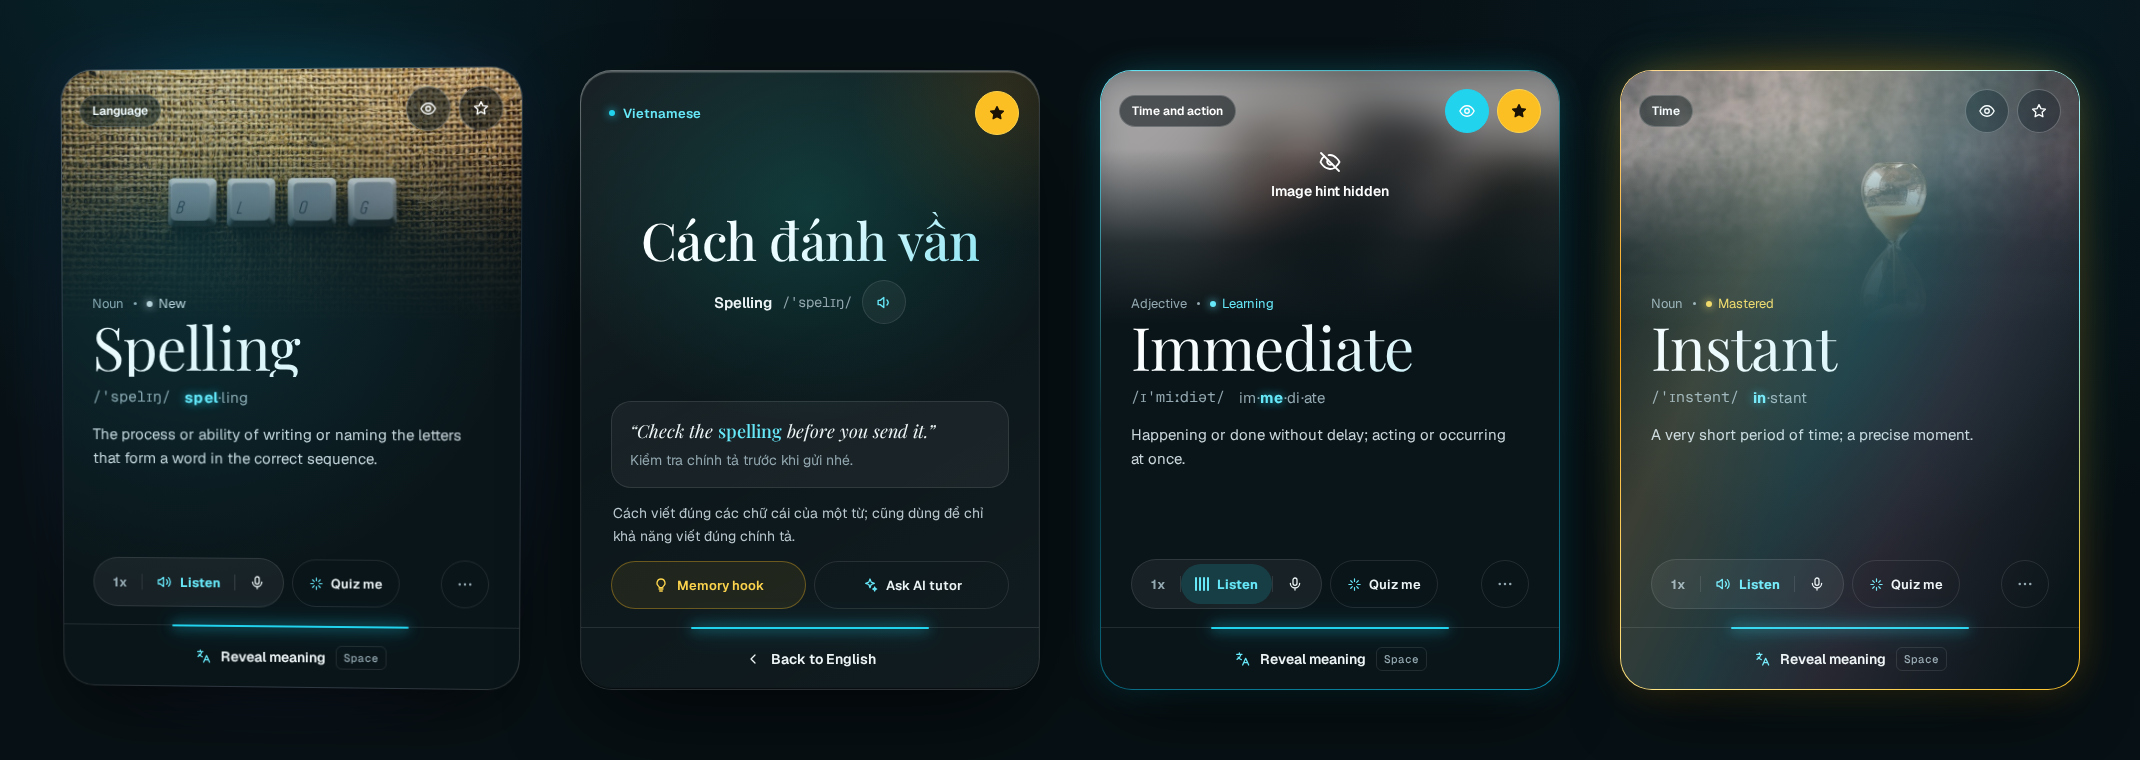 Language
B L O G
Noun • New
Spelling
/ˈspelɪŋ/ spel·ling
The process or ability of writing or naming the letters
that form a word in the correct sequence.
1x Listen Quiz me ...
Reveal meaning Space
Vietnamese
Cách đánh vần
Spelling /ˈspelɪŋ/
“Check the spelling before you send it.”
Kiểm tra chính tả trước khi gửi nhé.
Cách viết đúng các chữ cái của một từ; cũng dùng để chỉ
khả năng viết đúng chính tả.
Memory hook Ask AI tutor
Back to English
Time and action
Image hint hidden
Adjective • Learning
Immediate
/ɪˈmiːdiət/ im·me·di·ate
Happening or done without delay; acting or occurring
at once.
1x Listen Quiz me ...
Reveal meaning Space
Time
Noun • Mastered
Instant
/ˈɪnstənt/ in·stant
A very short period of time; a precise moment.
1x Listen Quiz me ...
Reveal meaning Space